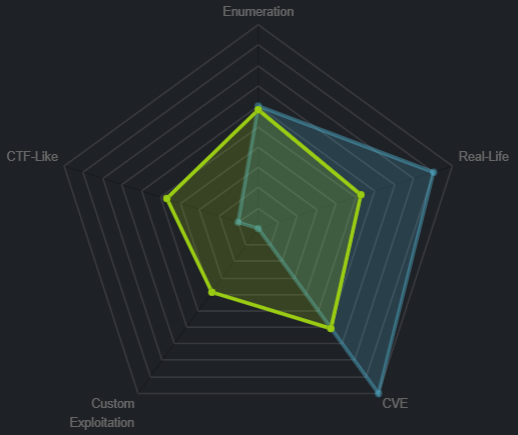 Enumeration
CTF-Like
Real-Life
Custom
Exploitation
CVE